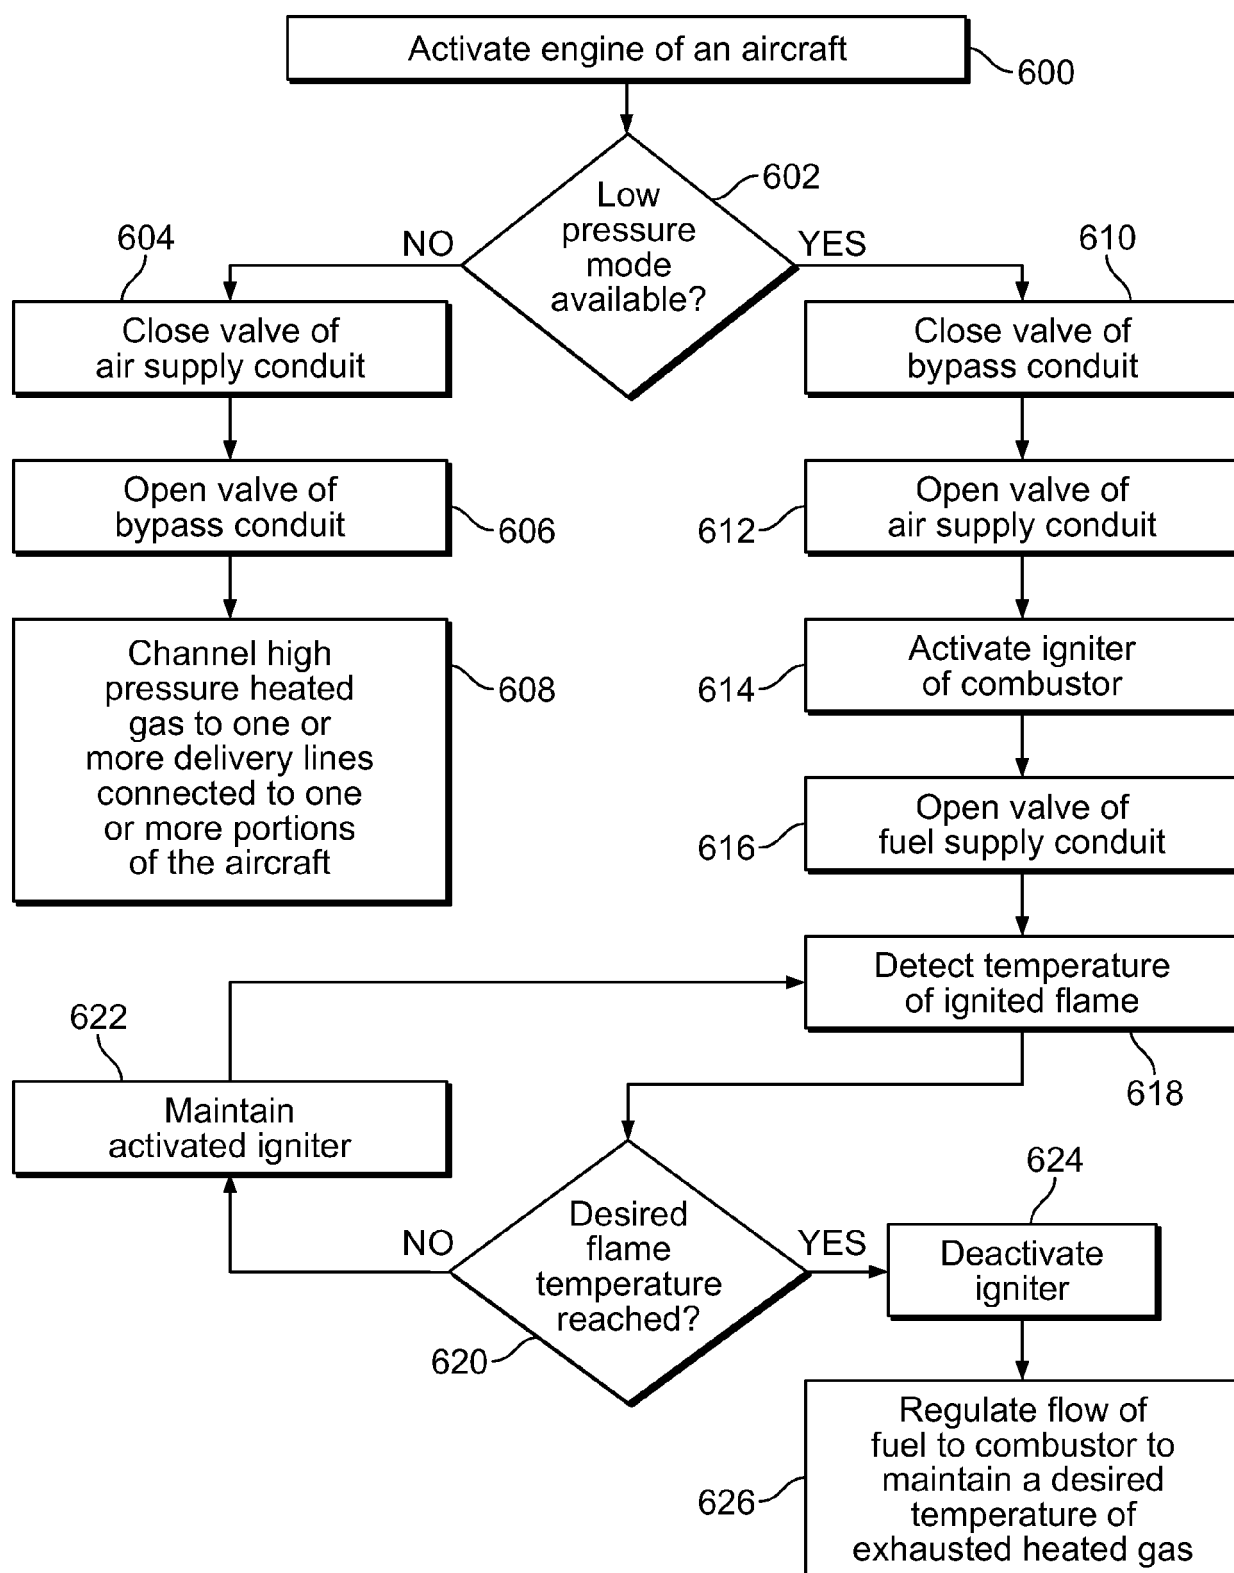 Activate engine of an aircraft
600
602
Low
pressure
mode
available?
NO
YES
604
Close valve of
air supply conduit
Open valve of
bypass conduit
606
Channel high
pressure heated
gas to one or
more delivery lines
connected to one
or more portions
of the aircraft
608
610
Close valve of
bypass conduit
Open valve of
air supply conduit
612
Activate igniter
of combustor
614
Open valve of
fuel supply conduit
616
Detect temperature
of ignited flame
618
622
Maintain
activated igniter
NO
Desired
flame
temperature
reached?
620
YES
624
Deactivate
igniter
Regulate flow of
fuel to combustor to
maintain a desired
temperature of
exhausted heated gas
626